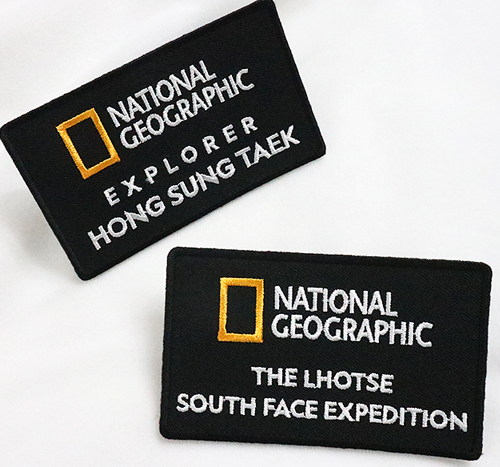 NATIONAL
GEOGRAPHIC
EXPLORER
HONG SUNG TAEK
NATIONAL
GEOGRAPHIC
THE LHOTSE
SOUTH FACE EXPEDITION